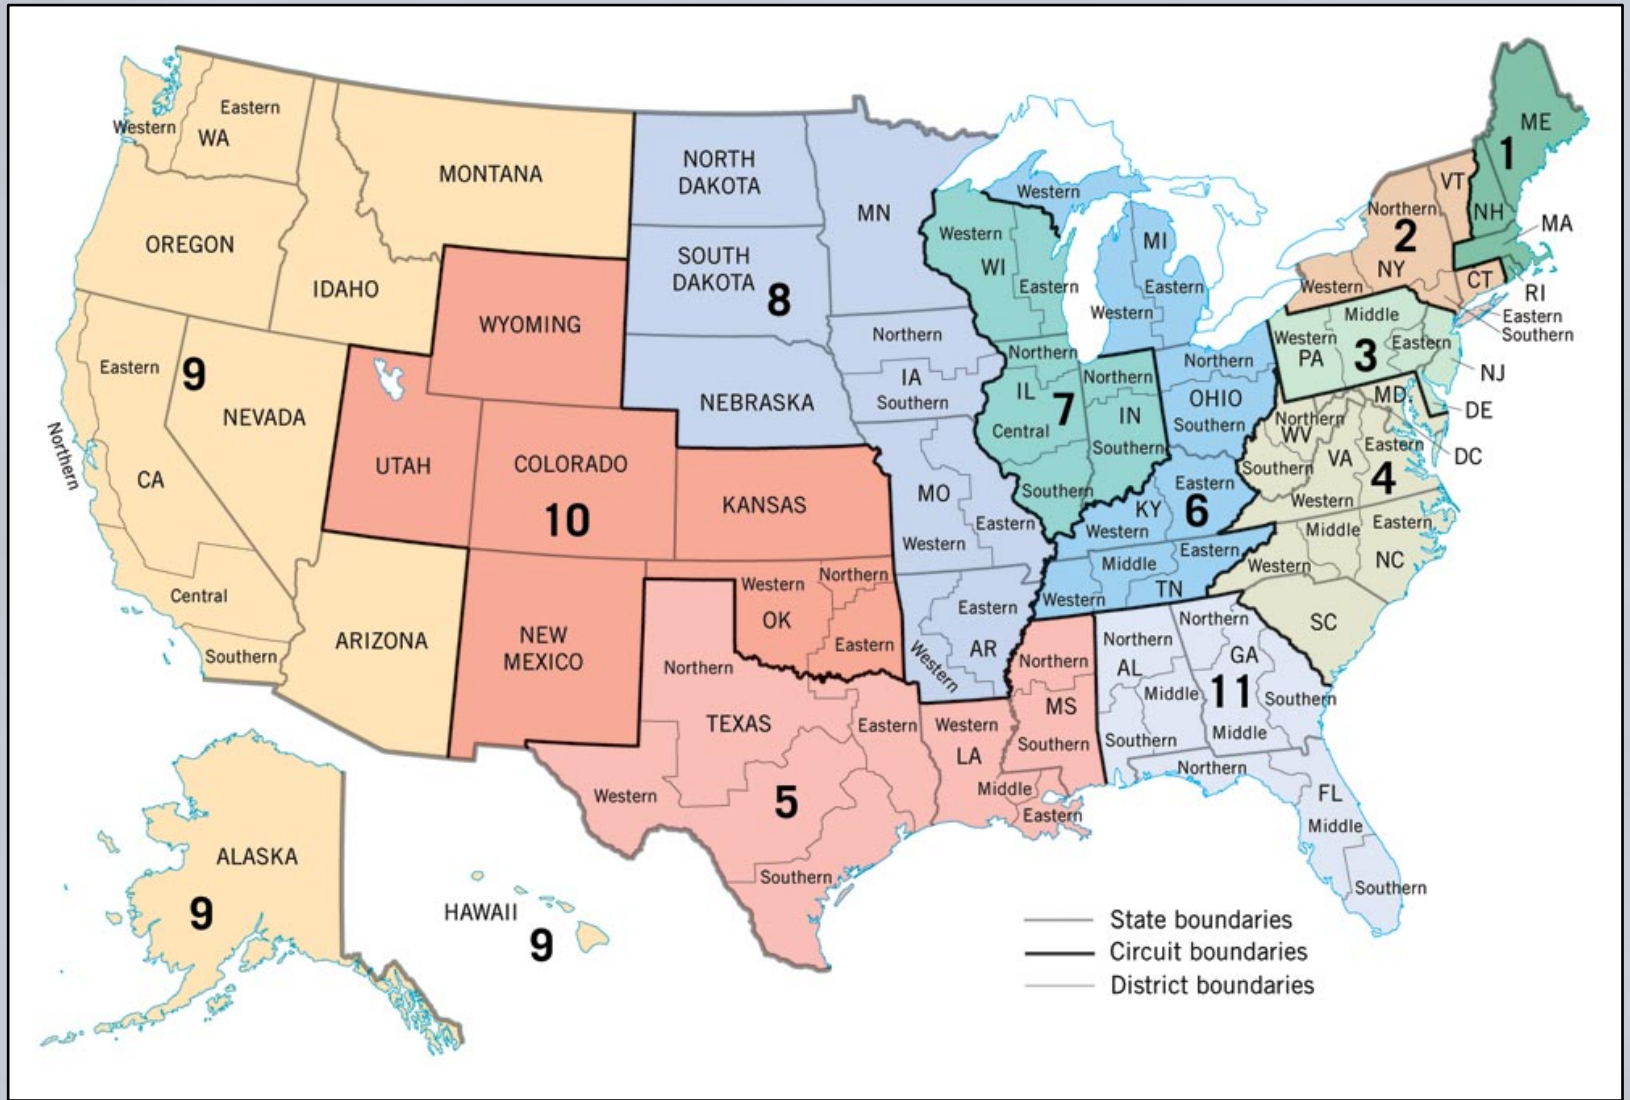 Western
Eastern
WA
MONTANA
OREGON
IDAHO
WYOMING
Eastern
9
NEVADA
Northern
CA
UTAH
COLORADO
10
Central
Southern
ARIZONA
NEW
MEXICO
NORTH
DAKOTA
SOUTH
DAKOTA
8
MN
NEBRASKA
Northern
IA
Southern
KANSAS
MO
Eastern
Western
Western
Northern
OK
Eastern
Eastern
AR
Western
Northern
TEXAS
Eastern
Western
5
Southern
Western
LA
Middle
Eastern
Northern
MS
Southern
Western
WI
Eastern
Northern
IL
7
Central
Southern
Northern
IN
Southern
Western
MI
Eastern
Western
Northern
OHIO
Southern
Eastern
KY
6
Western
Middle
Eastern
TN
Western
Northern
AL
Middle
Southern
Northern
GA
11
Southern
Middle
Northern
FL
Middle
Southern
ME
1
NH
MA
RI
VT
Northern
2
NY
Western
CT
Eastern
Southern
Middle
Western
PA
3
Eastern
NJ
MD.
DE
DC
Northern
WV
Southern
Eastern
VA
4
Western
Middle
Eastern
NC
Western
SC
ALASKA
9
HAWAII
9
State boundaries
Circuit boundaries
District boundaries